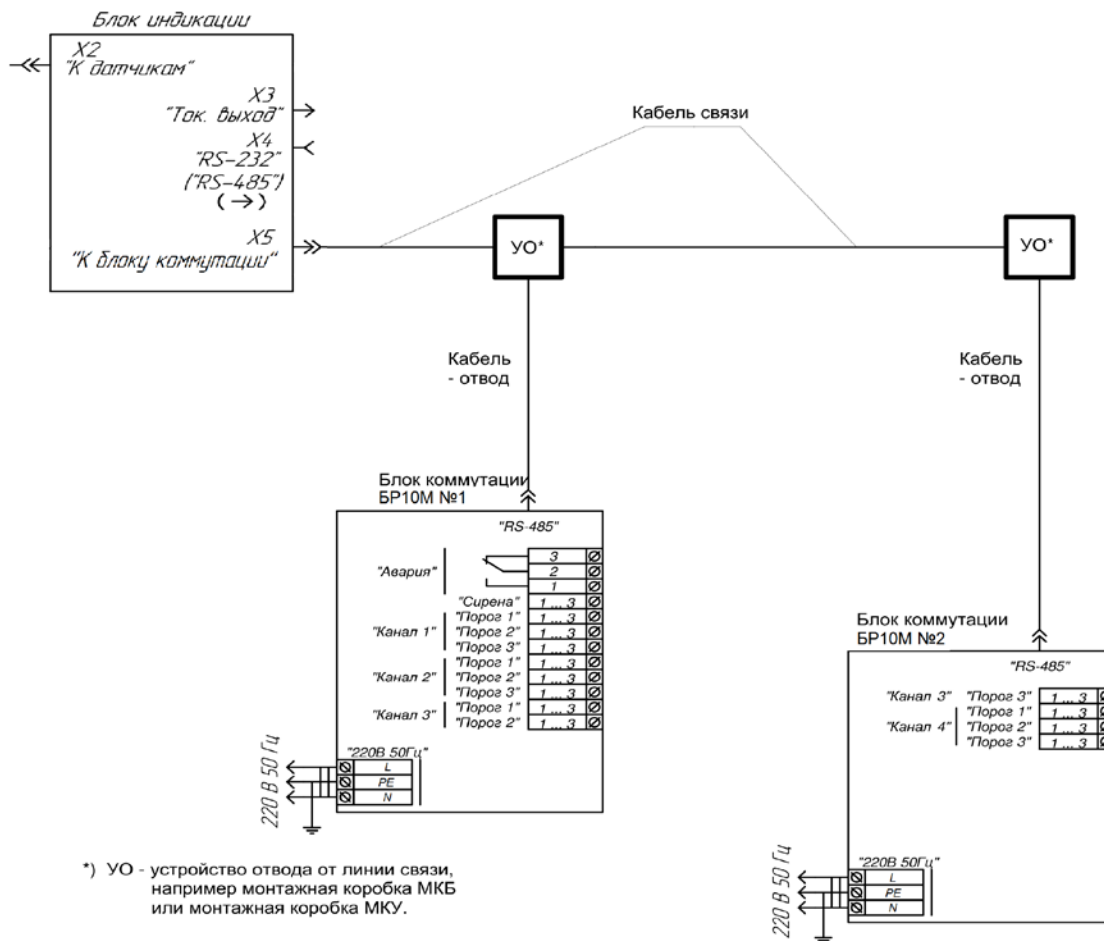 Блок индикации
X2
"К датчикам"
X3
"Ток. выход"
X4
"RS-232"
("RS-485")
(→)
X5
"К блоку коммутации"
Кабель связи
УО*
УО*
Кабель
- отвод
Кабель
- отвод
Блок коммутации
БР10М №1
"RS-485"
"Авария"
3
2
1
"Сирена" 1 ... 3
"Канал 1"
"Порог 1" 1 ... 3
"Порог 2" 1 ... 3
"Порог 3" 1 ... 3
"Канал 2"
"Порог 1" 1 ... 3
"Порог 2" 1 ... 3
"Порог 3" 1 ... 3
"Канал 3"
"Порог 1" 1 ... 3
"Порог 2" 1 ... 3
"220В 50Гц"
220 В 50 Гц
L
PE
N
Блок коммутации
БР10М №2
"RS-485"
"Канал 3" "Порог 3" 1 ... 3
"Канал 4"
"Порог 1" 1 ... 3
"Порог 2" 1 ... 3
"Порог 3" 1 ... 3
"220В 50Гц"
220 В 50 Гц
L
PE
N
*) УО - устройство отвода от линии связи,
например монтажная коробка МКБ
или монтажная коробка МКУ.